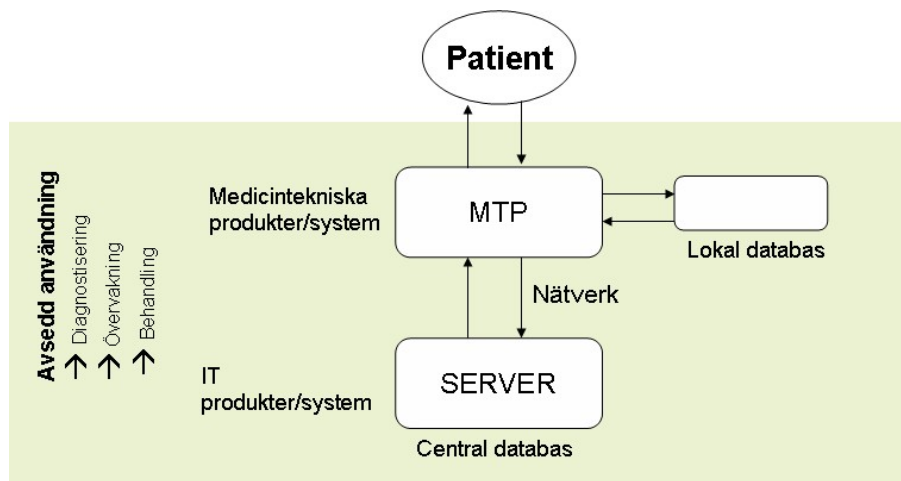 Patient
Avsedd användning
Diagnostisering
Övervakning
Behandling
Medicintekniska
produkter/system
MTP
Lokal databas
Nätverk
IT
produkter/system
SERVER
Central databas